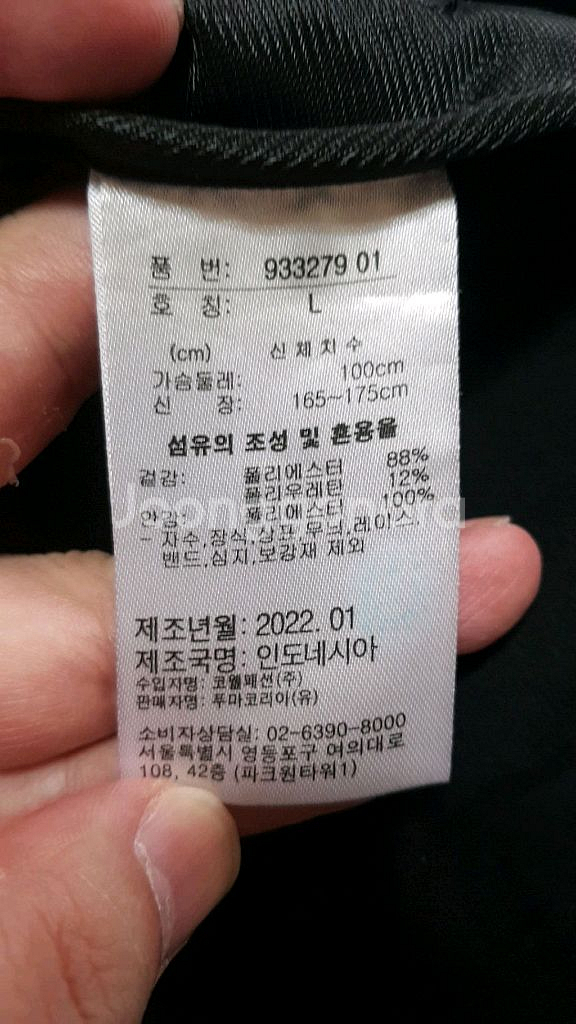 품 번: 933279 01
호 칭: L
(cm) 신체치수
가슴둘레: 100cm
신 장: 165~175cm
섬유의 조성 및 혼용율
겉감: 폴리에스터 88%
폴리우레탄 12%
안감: 폴리에스터 100%
- 자수,장식,상표,무늬,레이스,
밴드,심지,보강재 제외
제조년월: 2022. 01
제조국명: 인도네시아
수입자명: 코웰패션(주)
판매자명: 푸마코리아(유)
소비자상담실: 02-6390-8000
서울특별시 영등포구 여의대로
108, 42층 (파크원타워1)